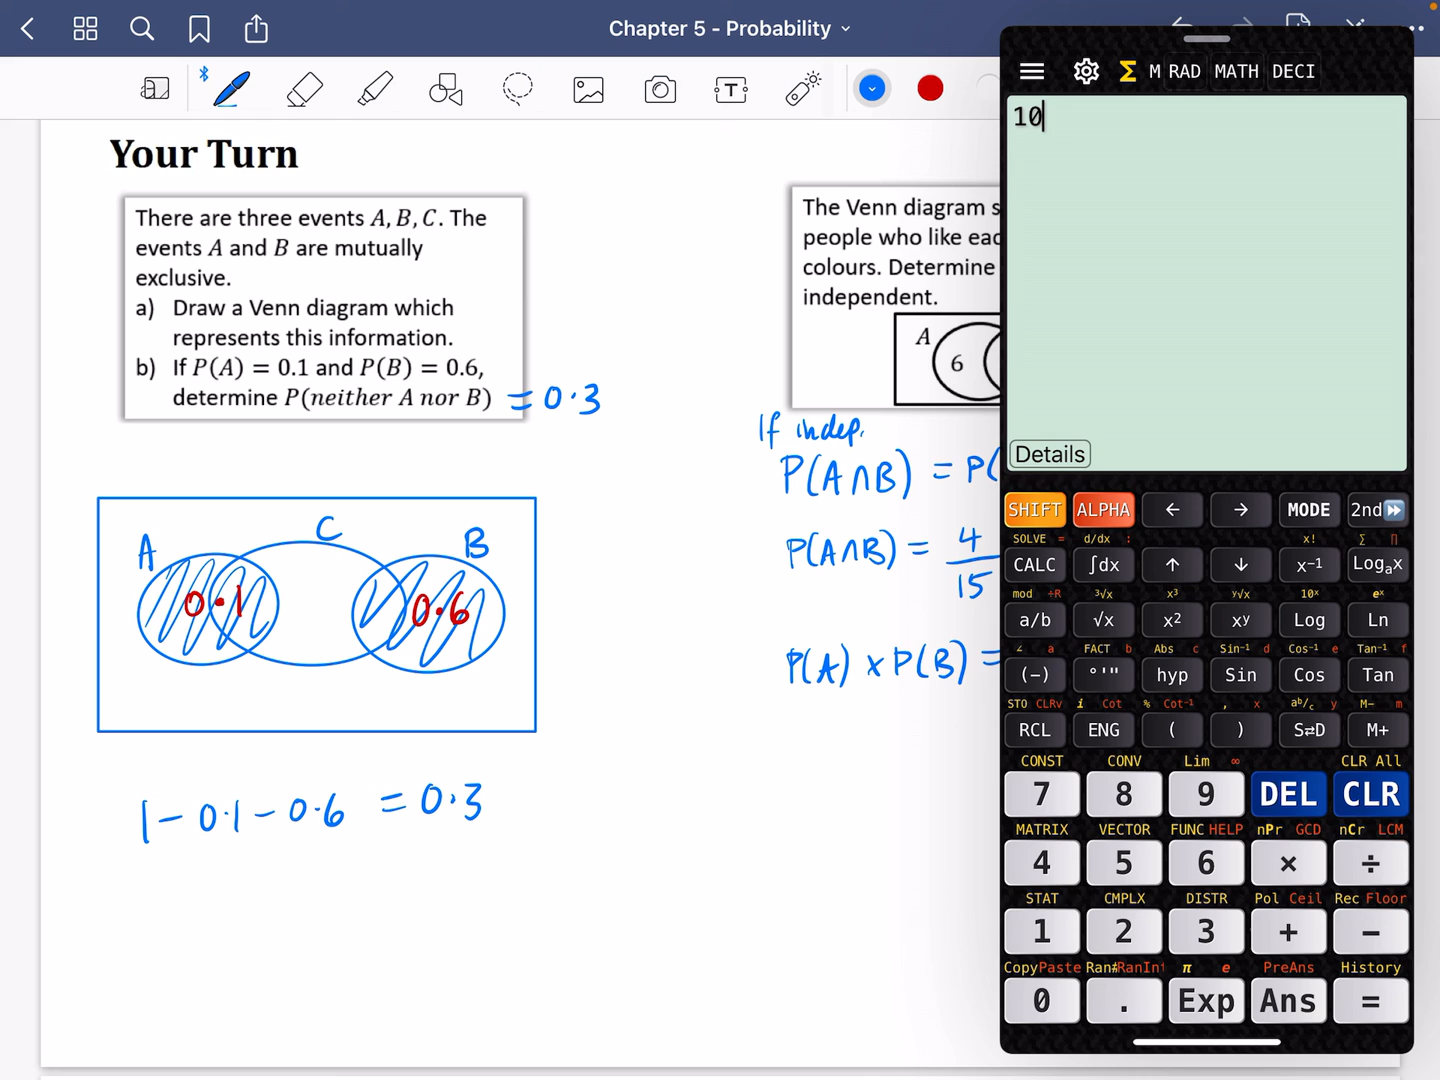 Chapter 5 - Probability
Your Turn
There are three events A, B, C. The
events A and B are mutually
exclusive.
a) Draw a Venn diagram which
represents this information.
b) If P(A) = 0.1 and P(B) = 0.6,
determine P(neither A nor B) = 0.3
A C B
0.1 0.6
1 - 0.1 - 0.6 = 0.3
The Venn diagram s
people who like eac
colours. Determine
independent.
A
6
If indep.
P(A∩B) = P(
P(A∩B) = 4/15
P(A) x P(B) =
M RAD MATH DECI
10
Details
SHIFT ALPHA ← → MODE 2nd
SOLVE = d/dx : x! ∑ ∏
CALC ∫dx ↑ ↓ x⁻¹ Logₐx
mod ÷R ³√x x³ ʸ√x 10ˣ eˣ
a/b √x x² xʸ Log Ln
∠ a FACT b Abs c Sin⁻¹ d Cos⁻¹ e Tan⁻¹ f
(−) °'" hyp Sin Cos Tan
STO CLRv i Cot % Cot⁻¹ , x aᵇ/c y M− m
RCL ENG ( ) S⇄D M+
CONST CONV Lim ∞ CLR All
7 8 9 DEL CLR
MATRIX VECTOR FUNC HELP nPr GCD nCr LCM
4 5 6 × ÷
STAT CMPLX DISTR Pol Ceil Rec Floor
1 2 3 + −
Copy Paste Ran# RanInt π e PreAns History
0 . Exp Ans =